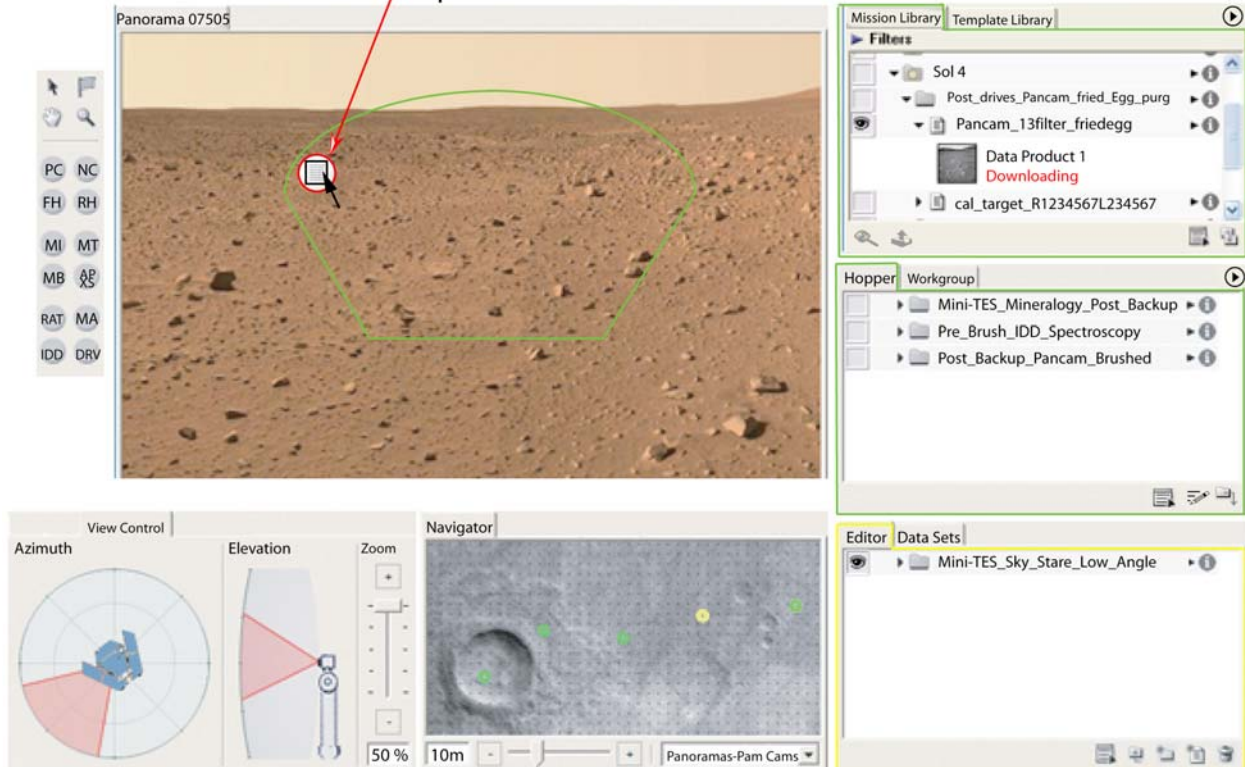 Panorama 07505
PC NC
FH RH
MI MT
MB APXS
RAT MA
IDD DRV
Mission Library Template Library
Filters
Sol 4
Post_drives_Pancam_fried_Egg_purg
Pancam_13filter_friedegg
Data Product 1
Downloading
cal_target_R1234567L234567
Hopper Workgroup
Mini-TES_Mineralogy_Post_Backup
Pre_Brush_IDD_Spectroscopy
Post_Backup_Pancam_Brushed
View Control
Azimuth Elevation Zoom
50 %
Navigator
10m
Panoramas-Pam Cams
Editor Data Sets
Mini-TES_Sky_Stare_Low_Angle